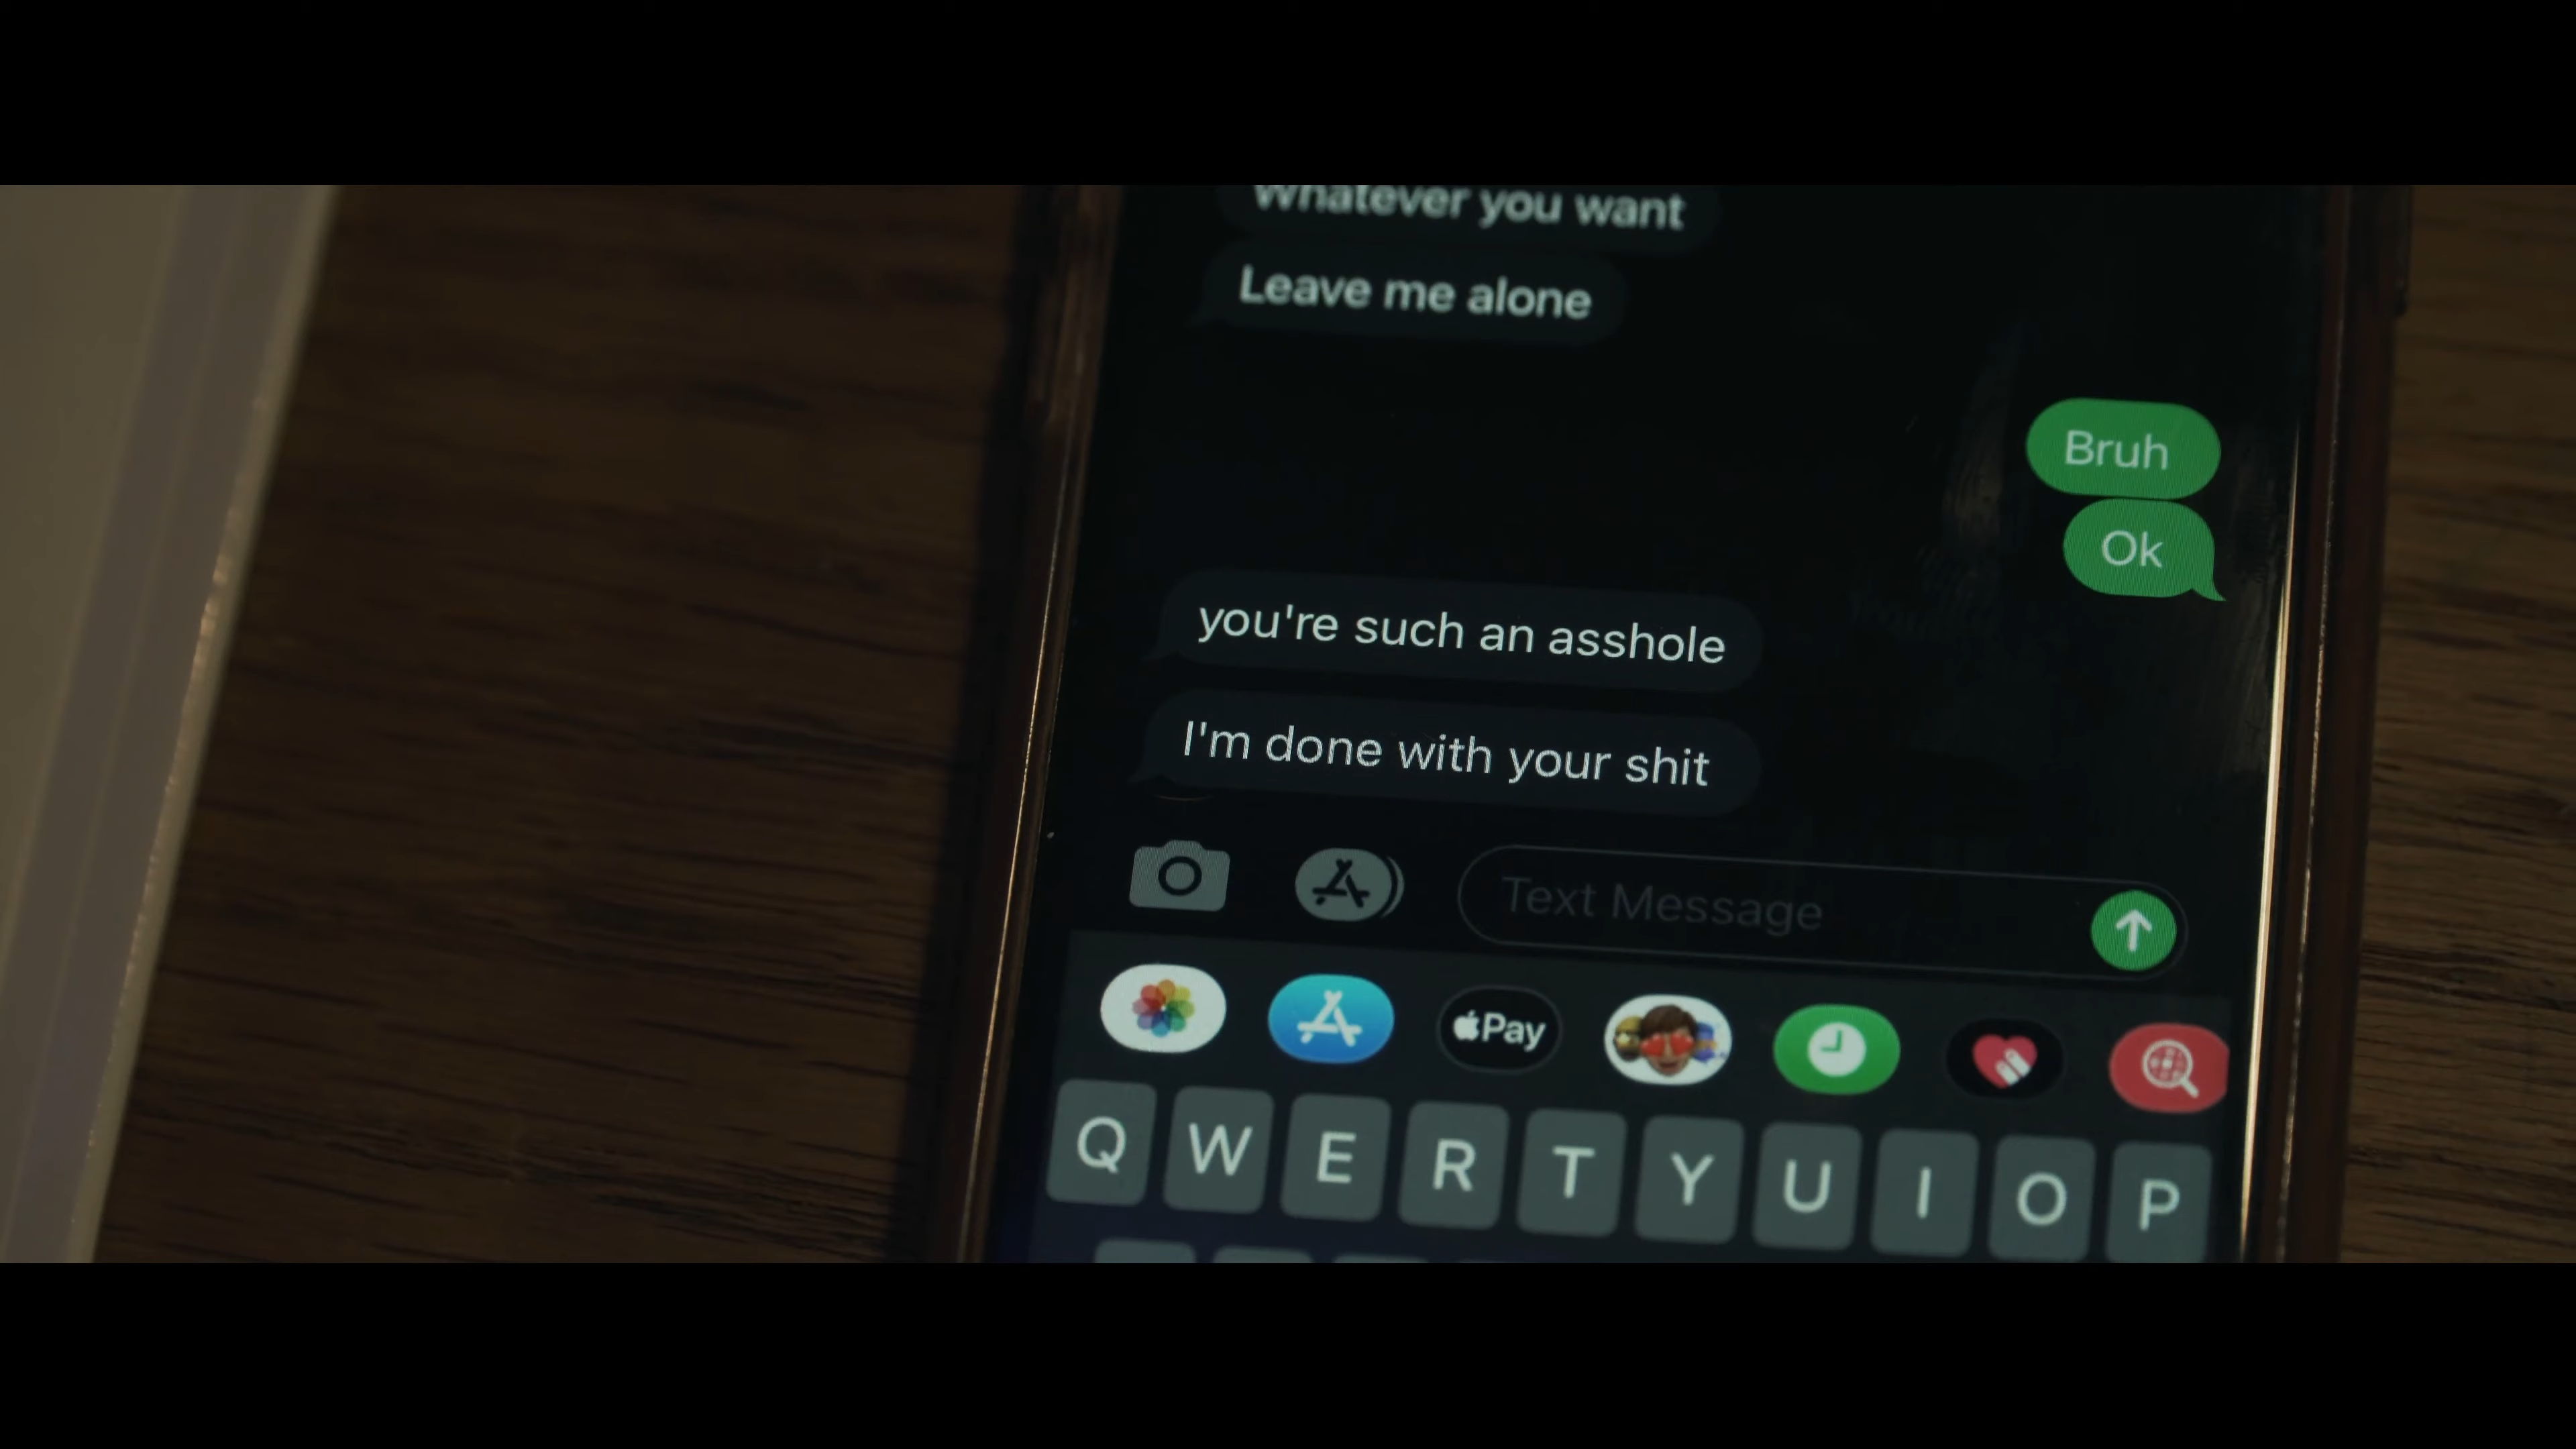 Whatever you want
Leave me alone
Bruh
Ok
you're such an asshole
I'm done with your shit
Text Message
Pay
Q W E R T Y U I O P